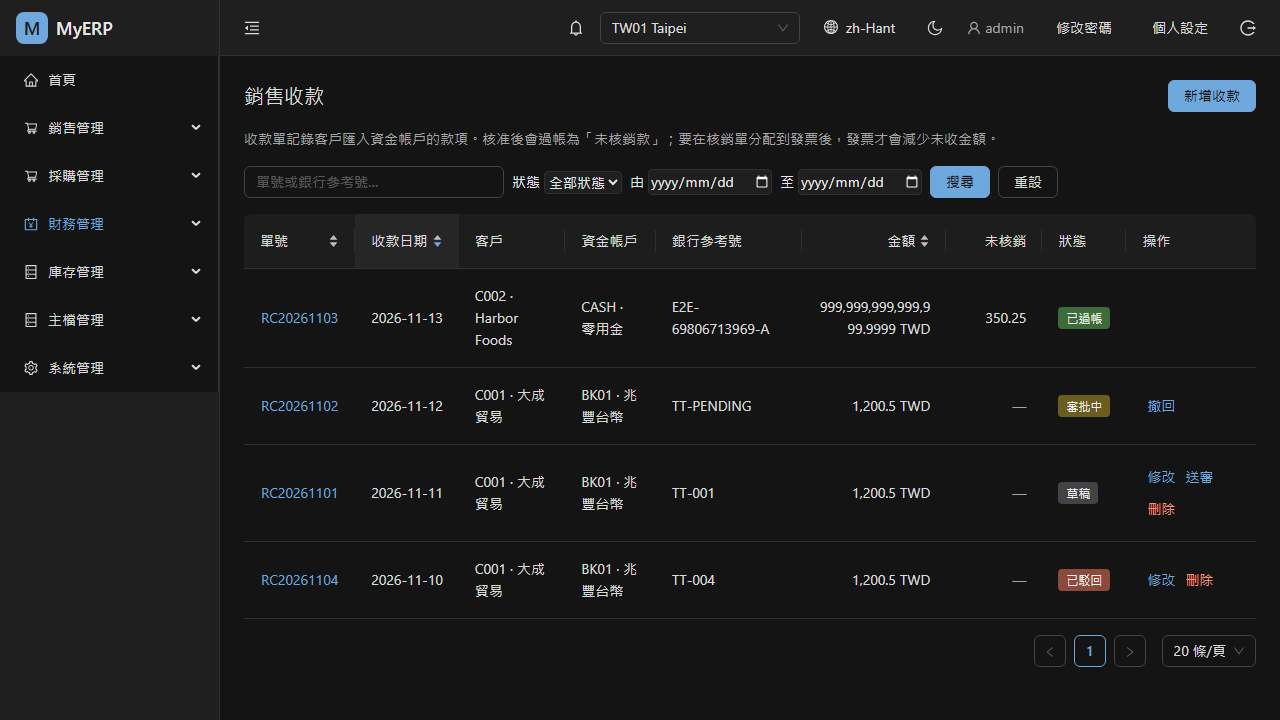 M MyERP
TW01 Taipei
zh-Hant
admin
修改密碼
個人設定
首頁
銷售管理
採購管理
財務管理
庫存管理
主檔管理
系統管理
銷售收款
新增收款
收款單記錄客戶匯入資金帳戶的款項。核准後會過帳為「未核銷款」；要在核銷單分配到發票後，發票才會減少未收金額。
單號或銀行參考號...
狀態 全部狀態 由 yyyy/mm/dd 至 yyyy/mm/dd 搜尋 重設
單號 收款日期 客戶 資金帳戶 銀行參考號 金額 未核銷 狀態 操作
RC20261103 2026-11-13
C002 ·
Harbor
Foods
CASH ·
零用金
E2E-
69806713969-A
999,999,999,999,9
99.9999 TWD
350.25 已過帳
RC20261102 2026-11-12
C001 · 大成
貿易
BK01 · 兆
豐台幣
TT-PENDING 1,200.5 TWD — 審批中 撤回
RC20261101 2026-11-11
C001 · 大成
貿易
BK01 · 兆
豐台幣
TT-001 1,200.5 TWD — 草稿
修改 送審
刪除
RC20261104 2026-11-10
C001 · 大成
貿易
BK01 · 兆
豐台幣
TT-004 1,200.5 TWD — 已駁回 修改 刪除
1
20 條/頁